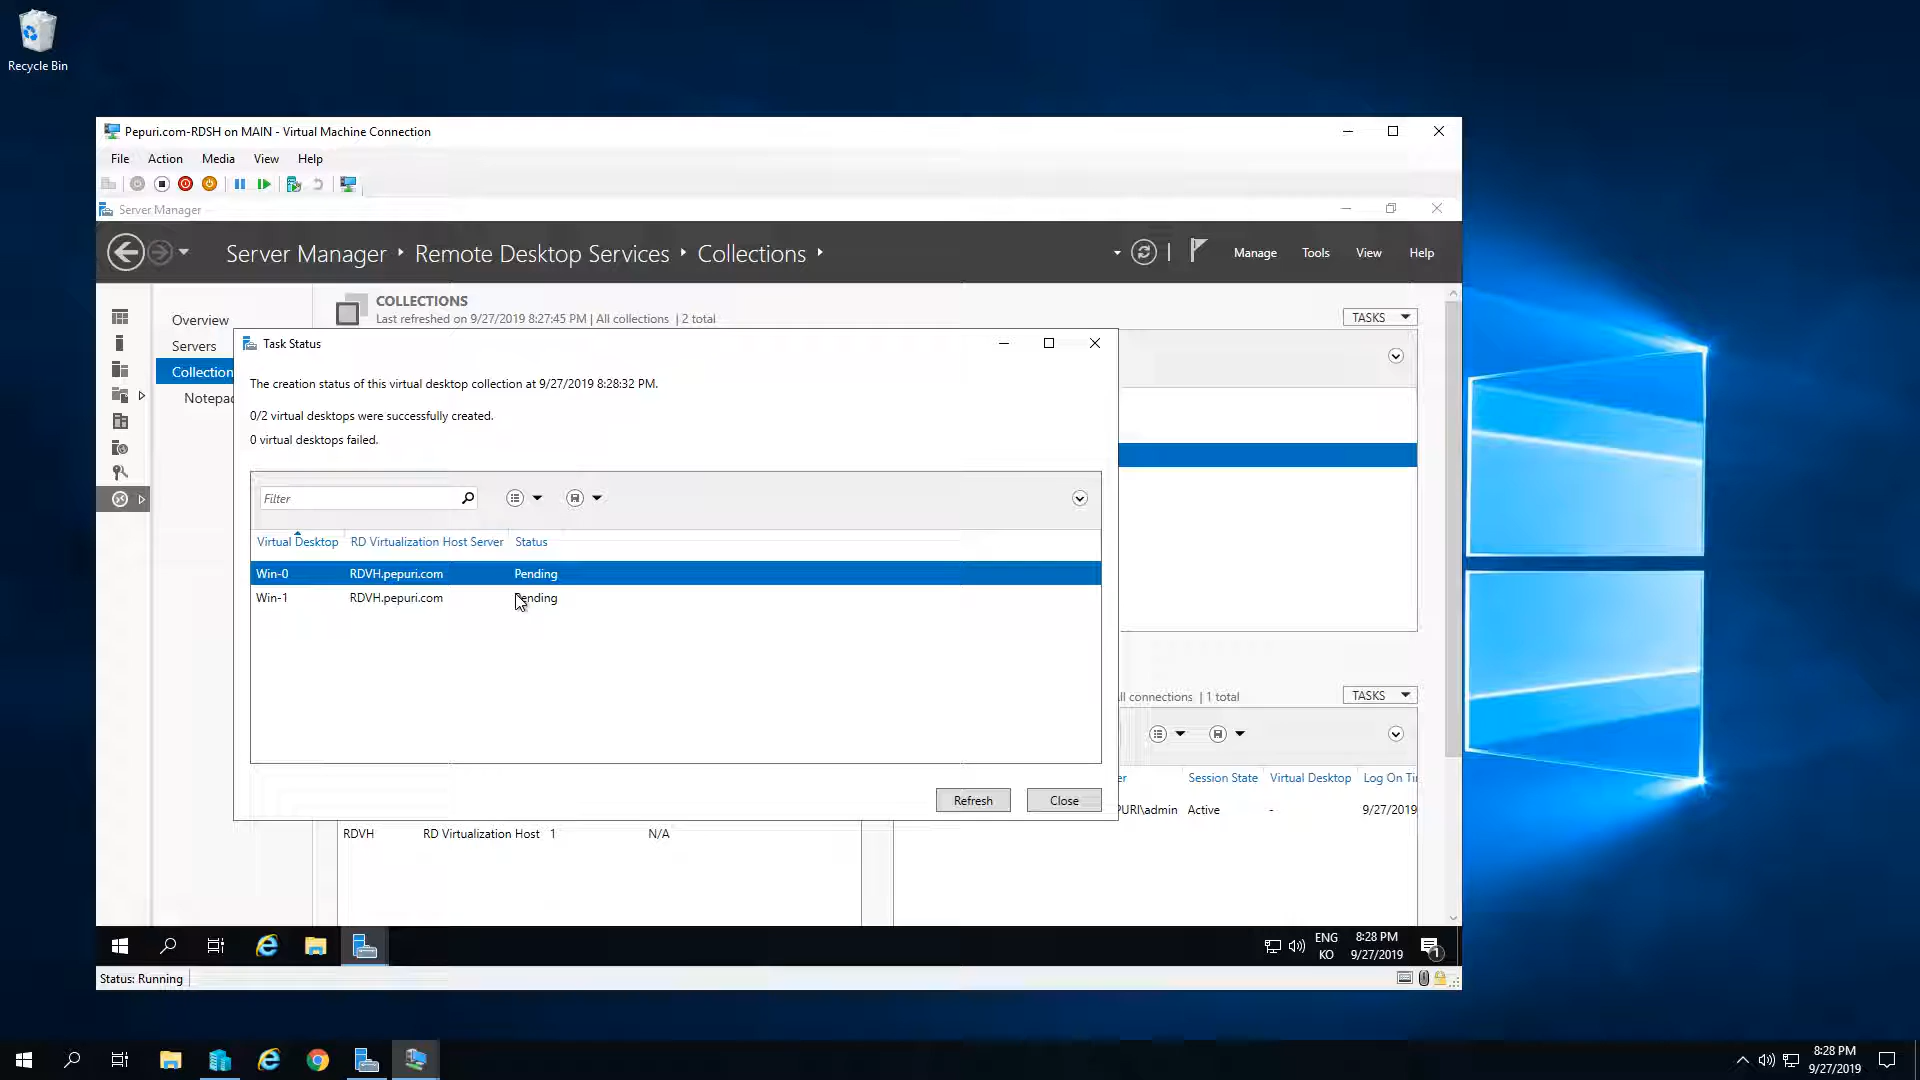 Recycle Bin
Pepuri.com-RDSH on MAIN - Virtual Machine Connection
File Action Media View Help
Server Manager
Server Manager Remote Desktop Services Collections
Manage Tools View Help
COLLECTIONS
Last refreshed on 9/27/2019 8:27:45 PM | All collections | 2 total
TASKS
Overview
Servers
Collection
Notepa
Task Status
The creation status of this virtual desktop collection at 9/27/2019 8:28:32 PM.
0/2 virtual desktops were successfully created.
0 virtual desktops failed.
Filter
Virtual Desktop RD Virtualization Host Server Status
Win-0 RDVH.pepuri.com Pending
Win-1 RDVH.pepuri.com Pending
Refresh Close
ll connections | 1 total
TASKS
er Session State Virtual Desktop Log On Ti
PURI\admin Active - 9/27/2019
RDVH RD Virtualization Host 1 N/A
ENG
KO
8:28 PM
9/27/2019
1
Status: Running
8:28 PM
9/27/2019